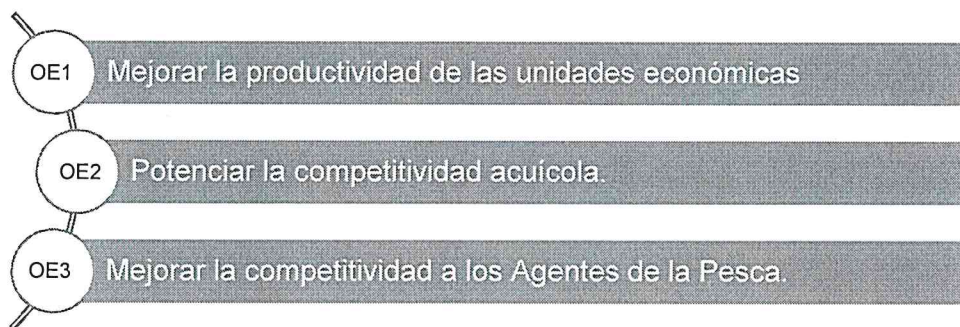 OE1 Mejorar la productividad de las unidades económicas
OE2 Potenciar la competitividad acuícola.
OE3 Mejorar la competitividad a los Agentes de la Pesca.